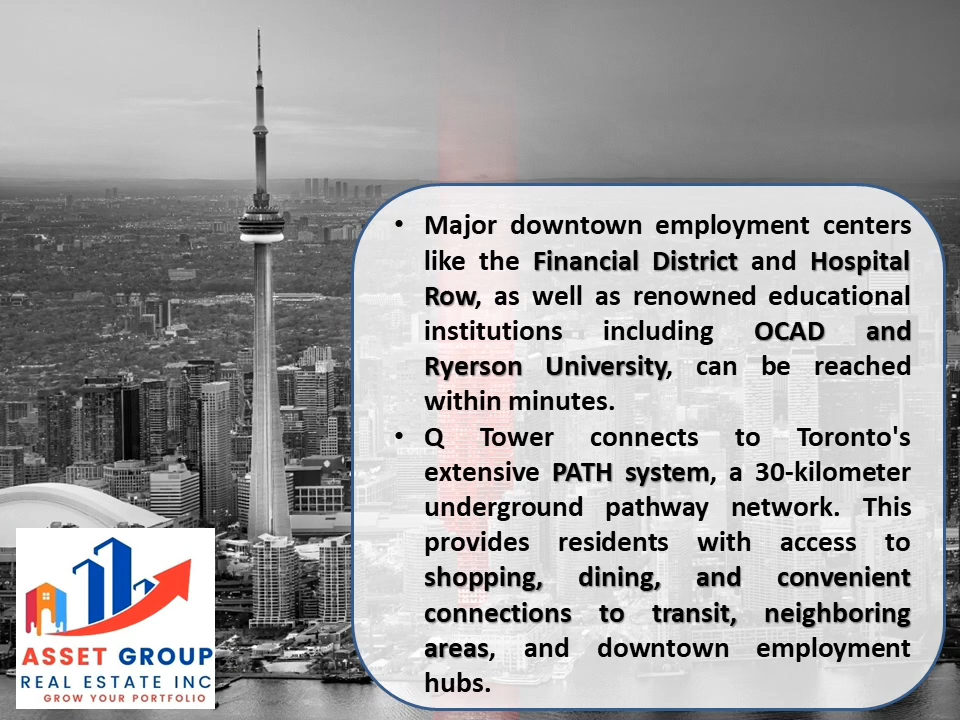 • Major downtown employment centers
like the Financial District and Hospital
Row, as well as renowned educational
institutions including OCAD and
Ryerson University, can be reached
within minutes.
• Q Tower connects to Toronto's
extensive PATH system, a 30-kilometer
underground pathway network. This
provides residents with access to
shopping, dining, and convenient
connections to transit, neighboring
areas, and downtown employment
hubs.
ASSET GROUP
REAL ESTATE INC
GROW YOUR PORTFOLIO